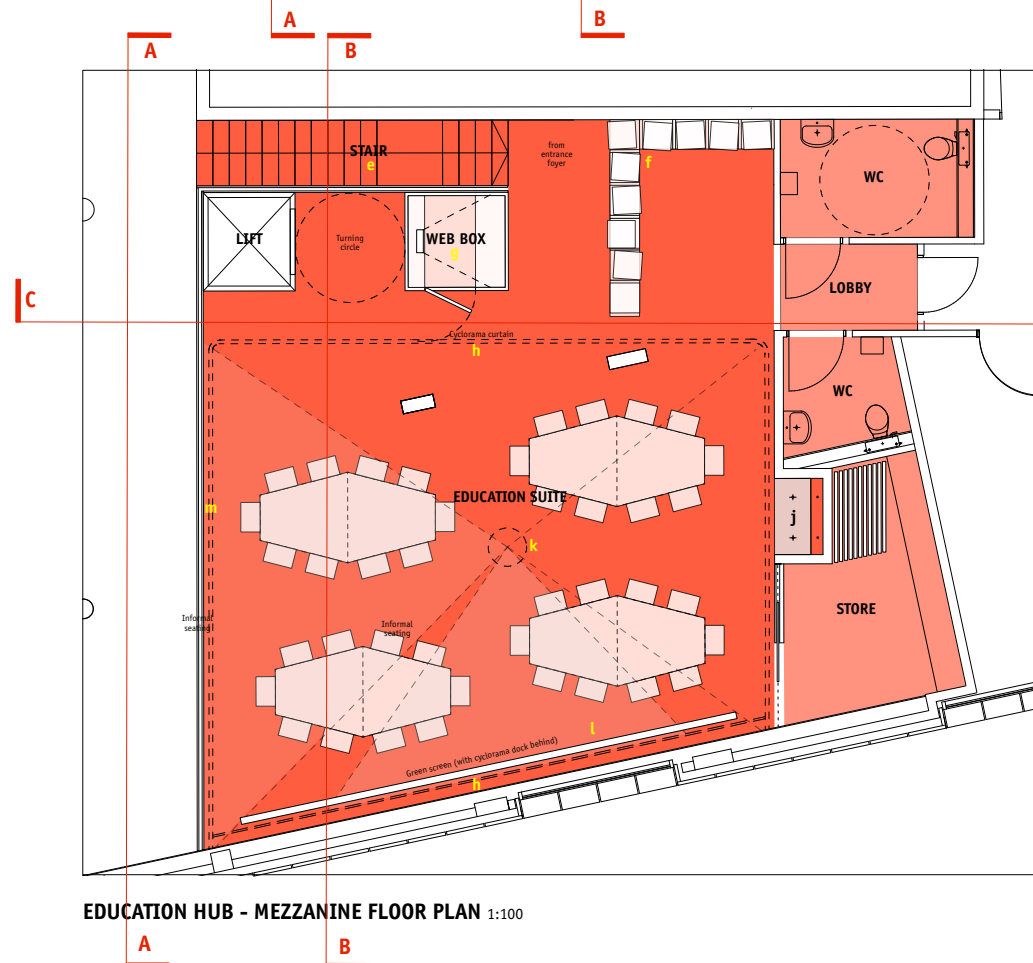 A
B
A
B
STAIR
e
from
entrance
foyer
f
WC
LIFT
Turning
circle
WEB BOX
g
LOBBY
C
Cyclorama curtain
h
WC
EDUCATION SUITE
m
k
j
STORE
Informal
seating
Informal
seating
l
Green screen (with cyclorama dock behind)
h
EDUCATION HUB - MEZZANINE FLOOR PLAN 1:100
A
B